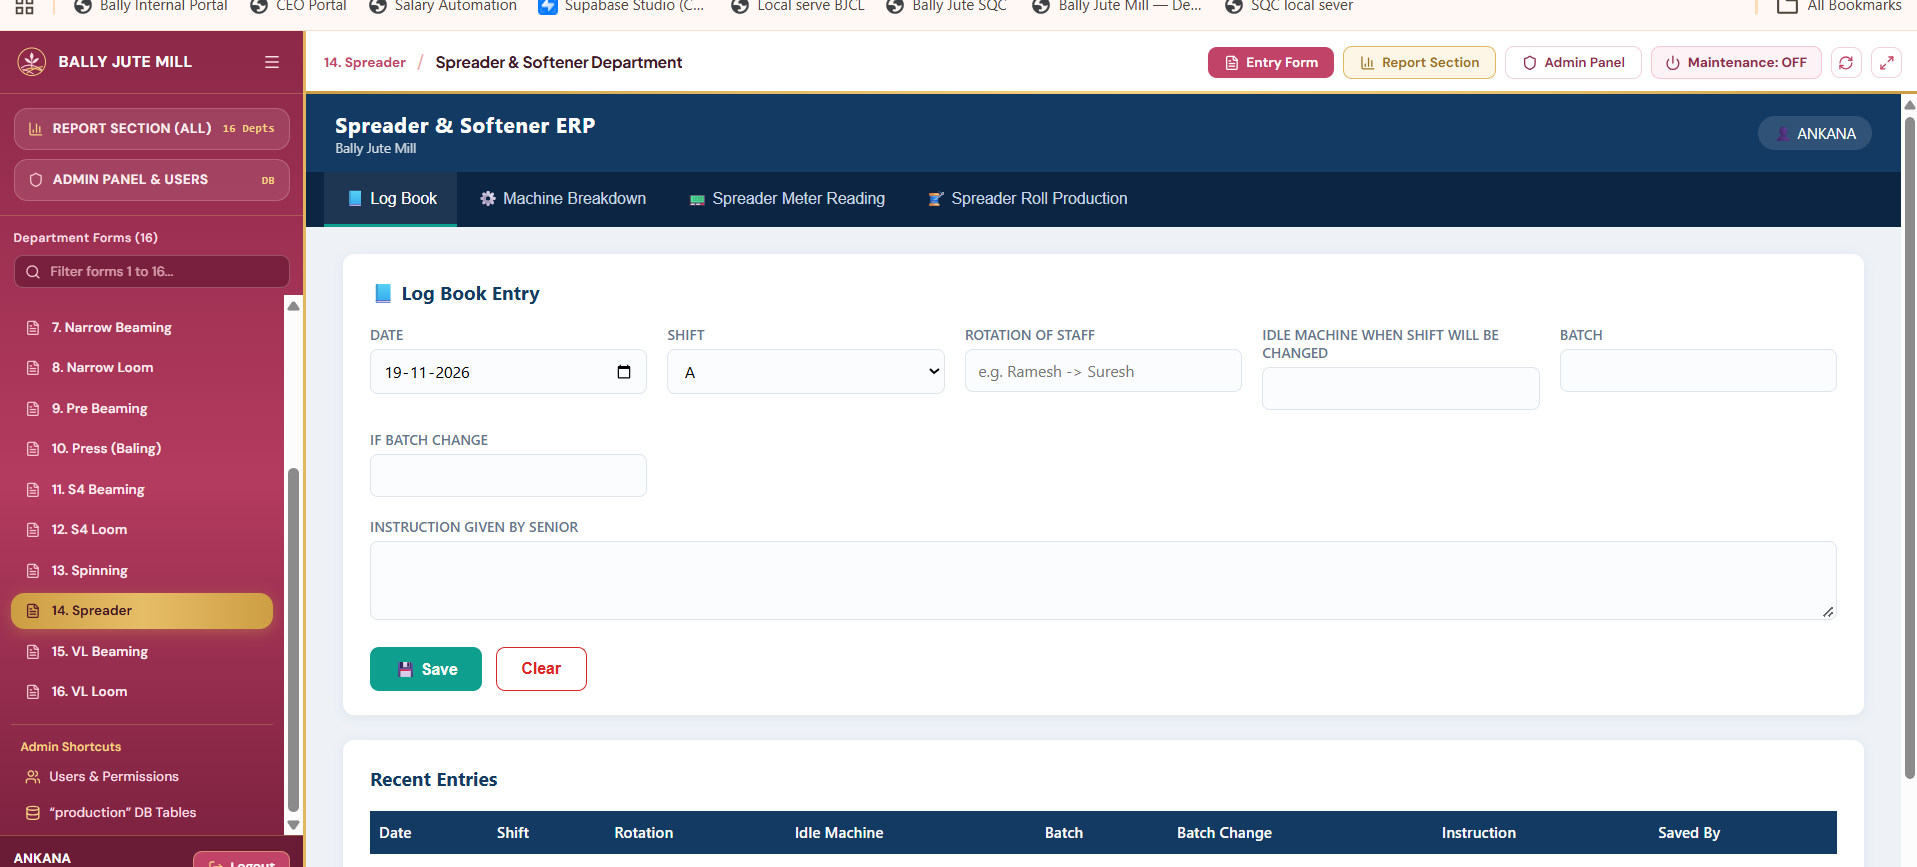 Bally Internal Portal
CEO Portal
Salary Automation
Supabase Studio (C...
Local serve BJCL
Bally Jute SQC
Bally Jute Mill — De...
SQC local sever
All Bookmarks
BALLY JUTE MILL
14. Spreader / Spreader & Softener Department
Entry Form
Report Section
Admin Panel
Maintenance: OFF
REPORT SECTION (ALL) 16 Depts
ADMIN PANEL & USERS DB
Department Forms (16)
Filter forms 1 to 16...
7. Narrow Beaming
8. Narrow Loom
9. Pre Beaming
10. Press (Baling)
11. S4 Beaming
12. S4 Loom
13. Spinning
14. Spreader
15. VL Beaming
16. VL Loom
Admin Shortcuts
Users & Permissions
“production” DB Tables
ANKANA
Logout
Spreader & Softener ERP
Bally Jute Mill
ANKANA
Log Book
Machine Breakdown
Spreader Meter Reading
Spreader Roll Production
Log Book Entry
DATE
19-11-2026
SHIFT
A
ROTATION OF STAFF
e.g. Ramesh -> Suresh
IDLE MACHINE WHEN SHIFT WILL BE
CHANGED
BATCH
IF BATCH CHANGE
INSTRUCTION GIVEN BY SENIOR
Save
Clear
Recent Entries
Date Shift Rotation Idle Machine Batch Batch Change Instruction Saved By